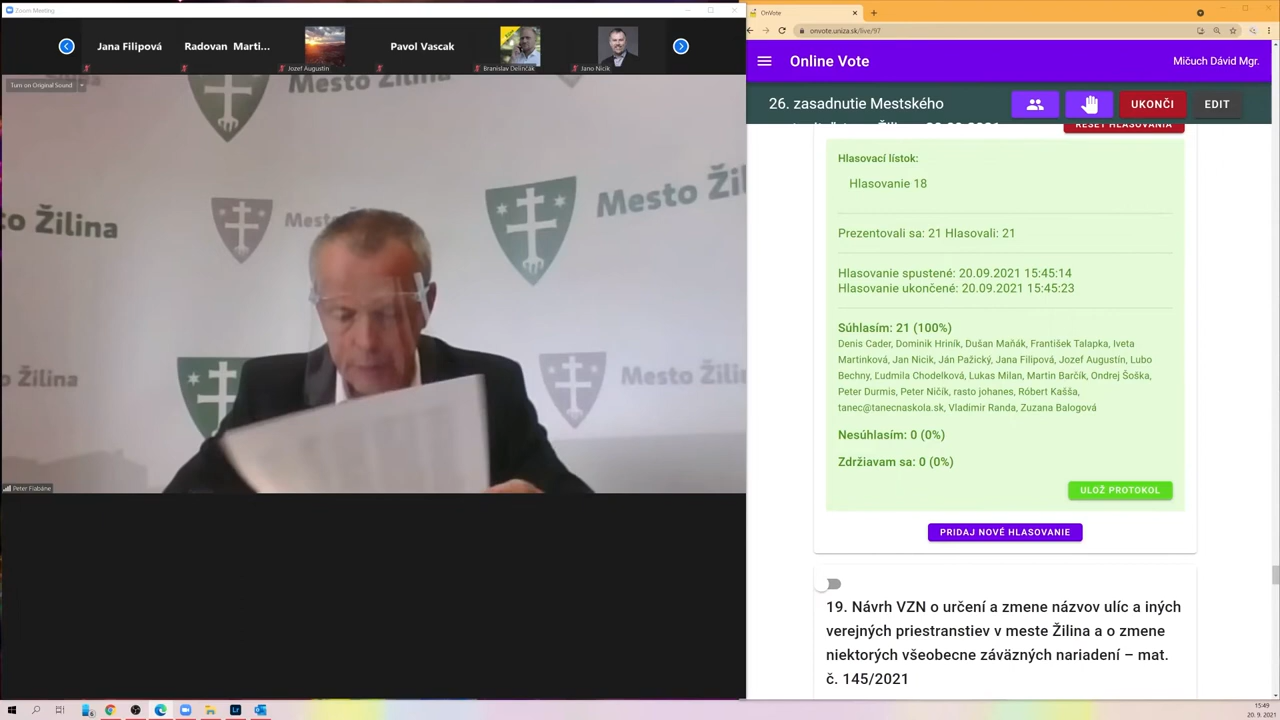 Zoom Meeting
Jana Filipová
Radovan Marti...
Pavol Vascak
Jozef Augustin
Branislav Delinčák
Jano Nicik
Turn on Original Sound
Mesto Žilina
Mesto Žil
Mesto
to Žilina
Žilina
Mesto Žilin
Peter Fiabáne
OnVote
onvote.uniza.sk/live/97
Online Vote
Mičuch Dávid Mgr.
26. zasadnutie Mestského
UKONČI
EDIT
RESET HLASOVANIA
Hlasovací lístok:
Hlasovanie 18
Prezentovali sa: 21 Hlasovali: 21
Hlasovanie spustené: 20.09.2021 15:45:14
Hlasovanie ukončené: 20.09.2021 15:45:23
Súhlasím: 21 (100%)
Denis Cader, Dominik Hriník, Dušan Maňák, František Talapka, Iveta
Martinková, Jan Nicik, Ján Pažický, Jana Filipová, Jozef Augustín, Lubo
Bechny, Ľudmila Chodelková, Lukas Milan, Martin Barčík, Ondrej Šoška,
Peter Durmis, Peter Ničík, rasto johanes, Róbert Kašša,
tanec@tanecnaskola.sk, Vladimir Randa, Zuzana Balogová
Nesúhlasím: 0 (0%)
Zdržiavam sa: 0 (0%)
ULOŽ PROTOKOL
PRIDAJ NOVÉ HLASOVANIE
19. Návrh VZN o určení a zmene názvov ulíc a iných
verejných priestranstiev v meste Žilina a o zmene
niektorých všeobecne záväzných nariadení – mat.
č. 145/2021
15:49
20. 9. 2021